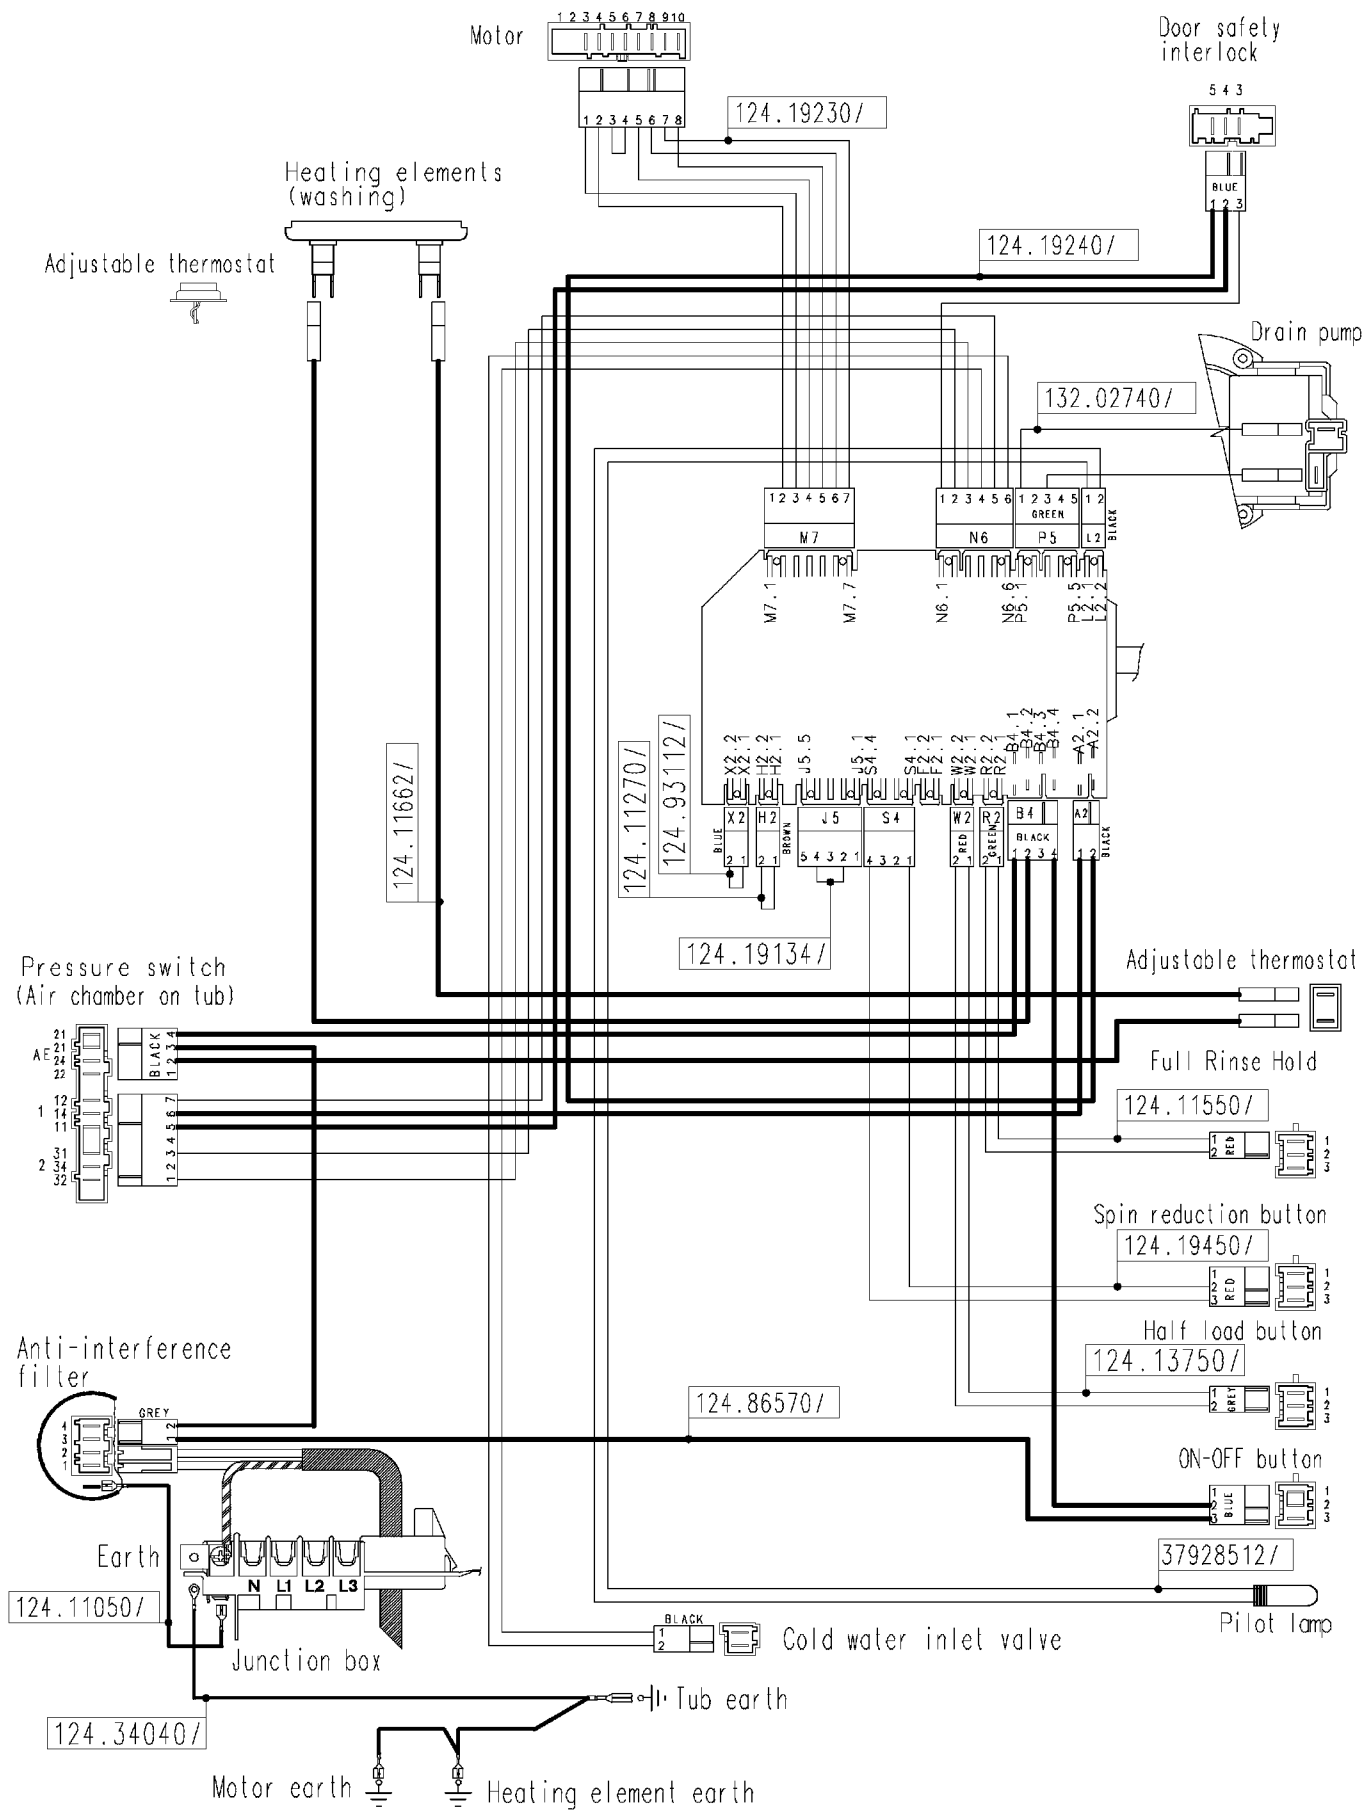 1 2 3 4 5 6 7 8 9 10
Motor
1 2 3 4 5 6 7 8
124.19230/
Door safety
interlock
5 4 3
BLUE
1 2 3
Heating elements
(washing)
124.19240/
Adjustable thermostat
Drain pump
132.02740/
1 2 3 4 5 6 7
M7
1 2 3 4 5 6
N6
1 2 3 4 5
GREEN
P5
1 2
L2
BLACK
M7.1
M7.7
N6.1
N6.6
P5.1
P5.5
L2.1
L2.2
X2.2
X2.1
H2.2
H2.1
J5.5
J5.1
S4.4
S4.1
F2.2
F2.1
W2.2
W2.1
R2.2
R2.1
B4.1
B4.2
B4.3
B4.4
A2.1
A2.2
124.11662/
124.11270/
124.93112/
BLUE
X2
2 1
H2
2 1
BROWN
J5
5 4 3 2 1
S4
4 3 2 1
W2
RED
2 1
R2
GREEN
2 1
B4
BLACK
1 2 3 4
A2
1 2
BLACK
124.19134/
Pressure switch
(Air chamber on tub)
AE
21
21
24
22
BLACK
4
3
2
1
1
12
14
11
2
31
34
32
7
6
5
4
3
2
1
Adjustable thermostat
Full Rinse Hold
124.11550/
1
2
RED
1
2
3
Spin reduction button
124.19450/
1
2
3
RED
1
2
3
Half load button
124.13750/
1
2
GREY
1
2
3
ON-OFF button
1
2
3
BLUE
1
2
3
Anti-interference
filter
GREY
4
3
2
1
2
1
124.86570/
Earth
N L1 L2 L3
124.11050/
Junction box
37928512/
Pilot lamp
BLACK
1
2
Cold water inlet valve
Tub earth
124.34040/
Motor earth
Heating element earth